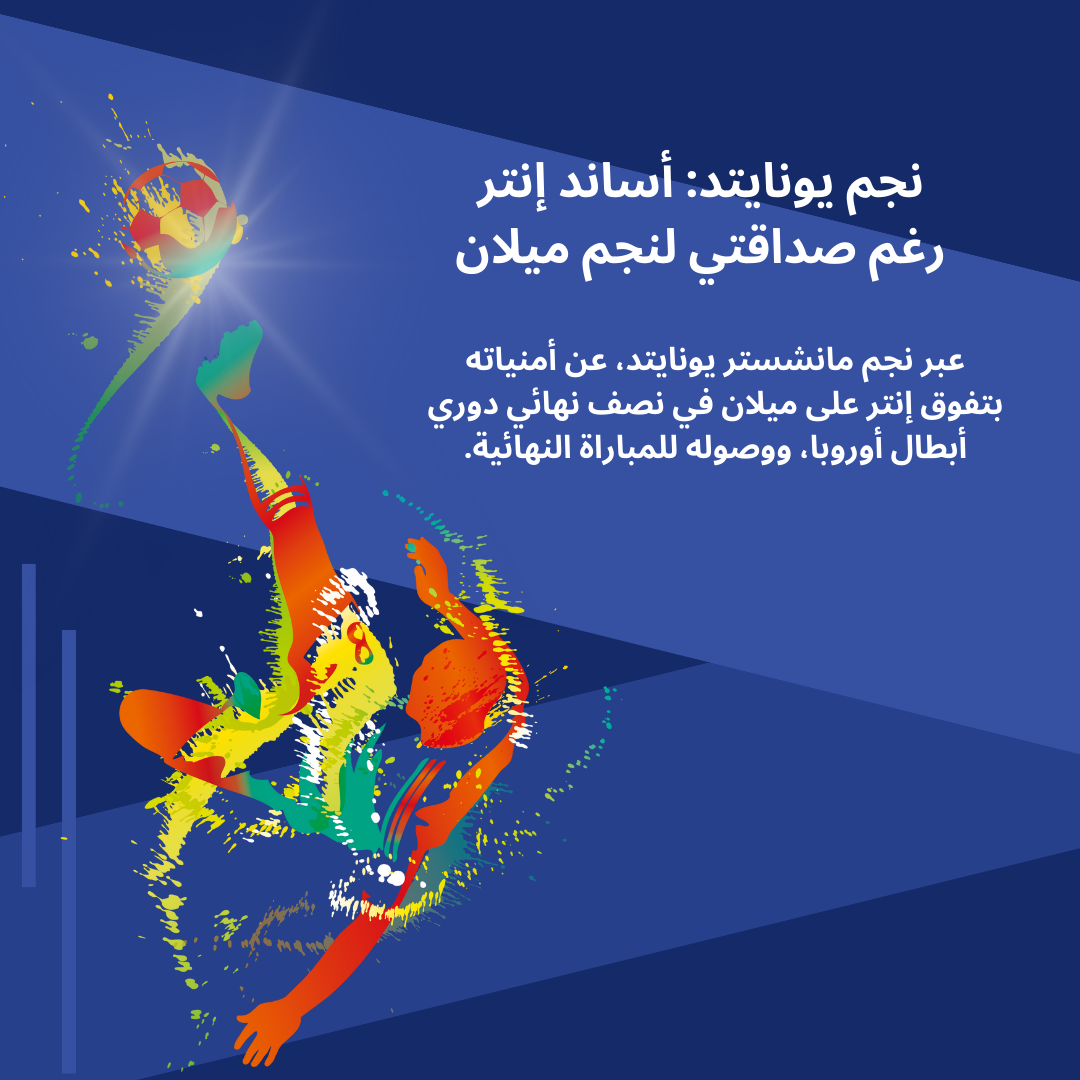 نجم يونايتد: أساند إنتر
رغم صداقتي لنجم ميلان
عبر نجم مانشستر يونايتد، عن أمنياته
بتفوق إنتر على ميلان في نصف نهائي دوري
أبطال أوروبا، ووصوله للمباراة النهائية.
8